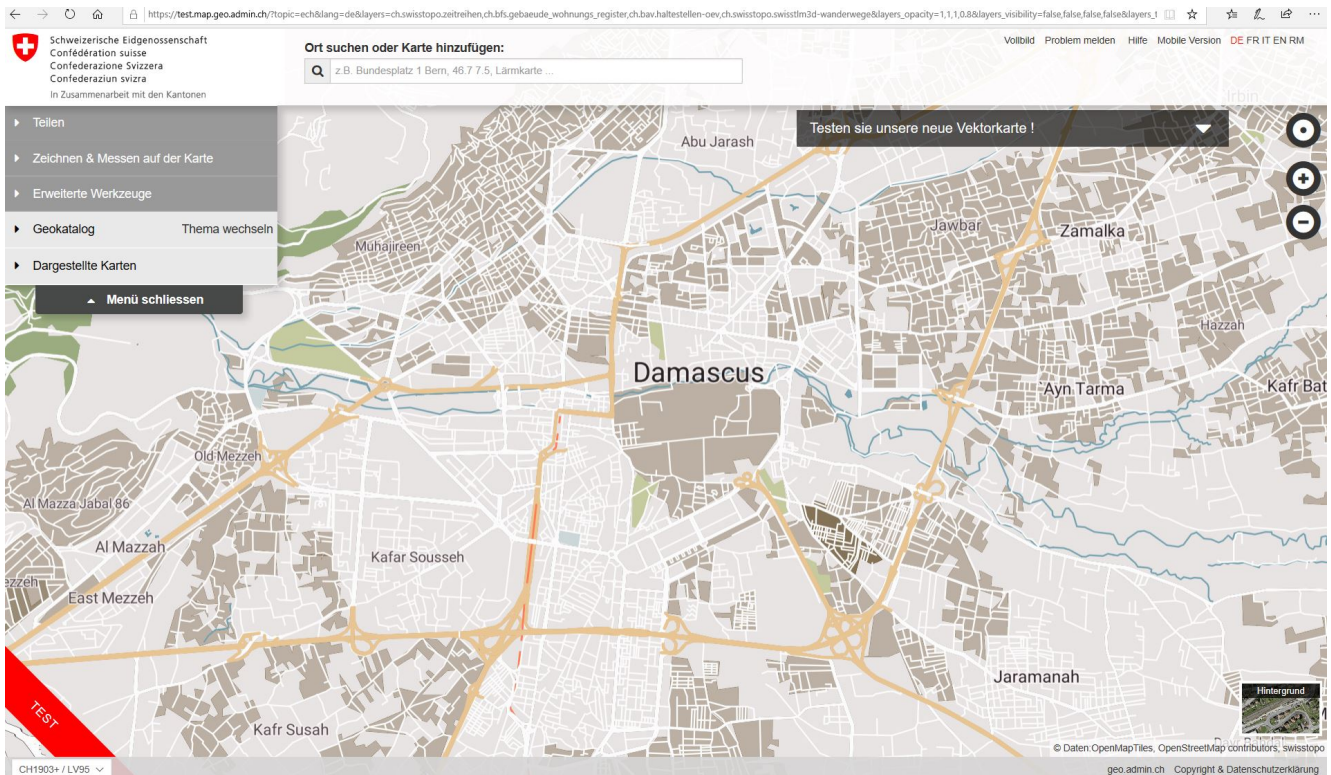 https://test.map.geo.admin.ch/?topic=ech&lang=de&layers=ch.swisstopo.zeitreihen,ch.bfs.gebaeude_wohnungs_register,ch.bav.haltestellen-oev,ch.swisstopo.swisstlm3d-wanderwege&layers_opacity=1,1,1,0.8&layers_visibility=false,false,false,false&layers_t
Schweizerische Eidgenossenschaft
Confédération suisse
Confederazione Svizzera
Confederaziun svizra
In Zusammenarbeit mit den Kantonen
Ort suchen oder Karte hinzufügen:
z.B. Bundesplatz 1 Bern, 46.7 7.5, Lärmkarte ...
Vollbild Problem melden Hilfe Mobile Version DE FR IT EN RM
Teilen
Zeichnen & Messen auf der Karte
Erweiterte Werkzeuge
Geokatalog Thema wechseln
Dargestellte Karten
Menü schliessen
Testen sie unsere neue Vektorkarte !
Irbin
Abu Jarash
Jawbar
Zamalka
Muhajireen
Hazzah
Damascus
Ayn Tarma
Kafr Bat
Old Mezzeh
Al Mazza Jabal 86
Al Mazzah
Kafar Sousseh
ezzeh
East Mezzeh
Jaramanah
Kafr Susah
TEST
Hintergrund
© Daten:OpenMapTiles, OpenStreetMap contributors, swisstopo
CH1903+ / LV95
geo.admin.ch Copyright & Datenschutzerklärung